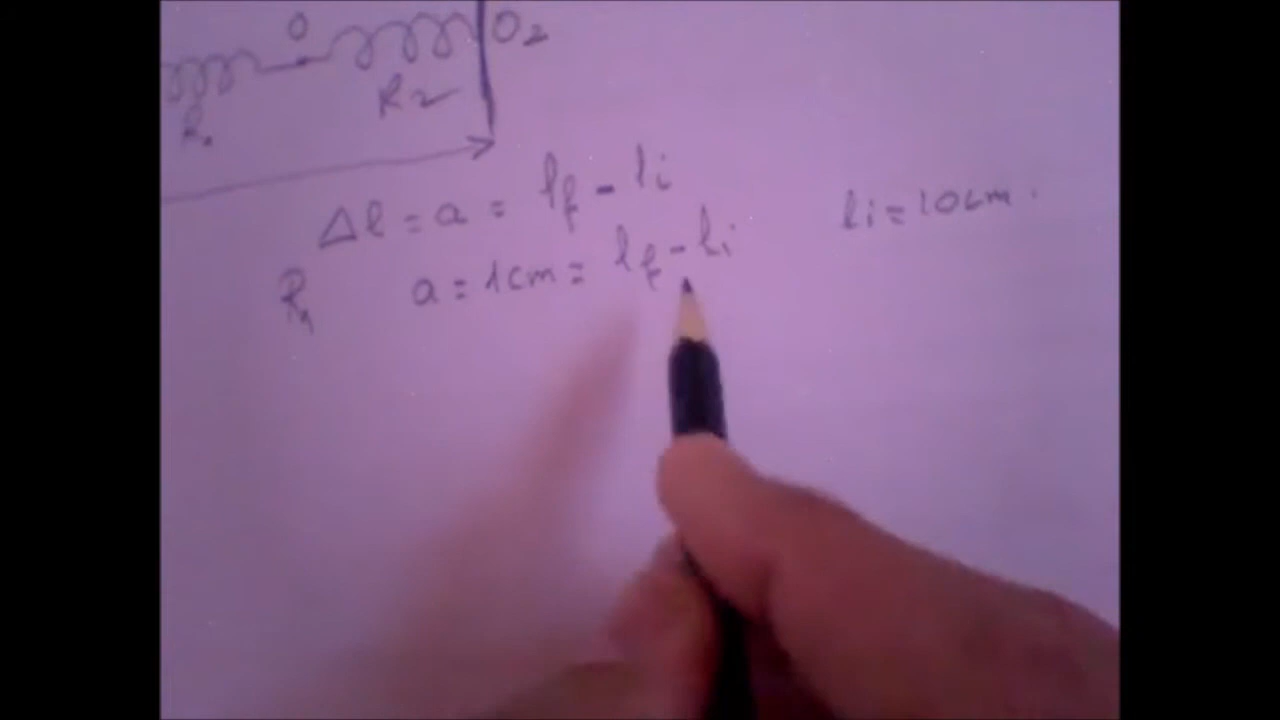 O O₂
R₁ R₂
Δl = a = lf - li
li = 10cm.
R₁ a = 1cm = lf - li